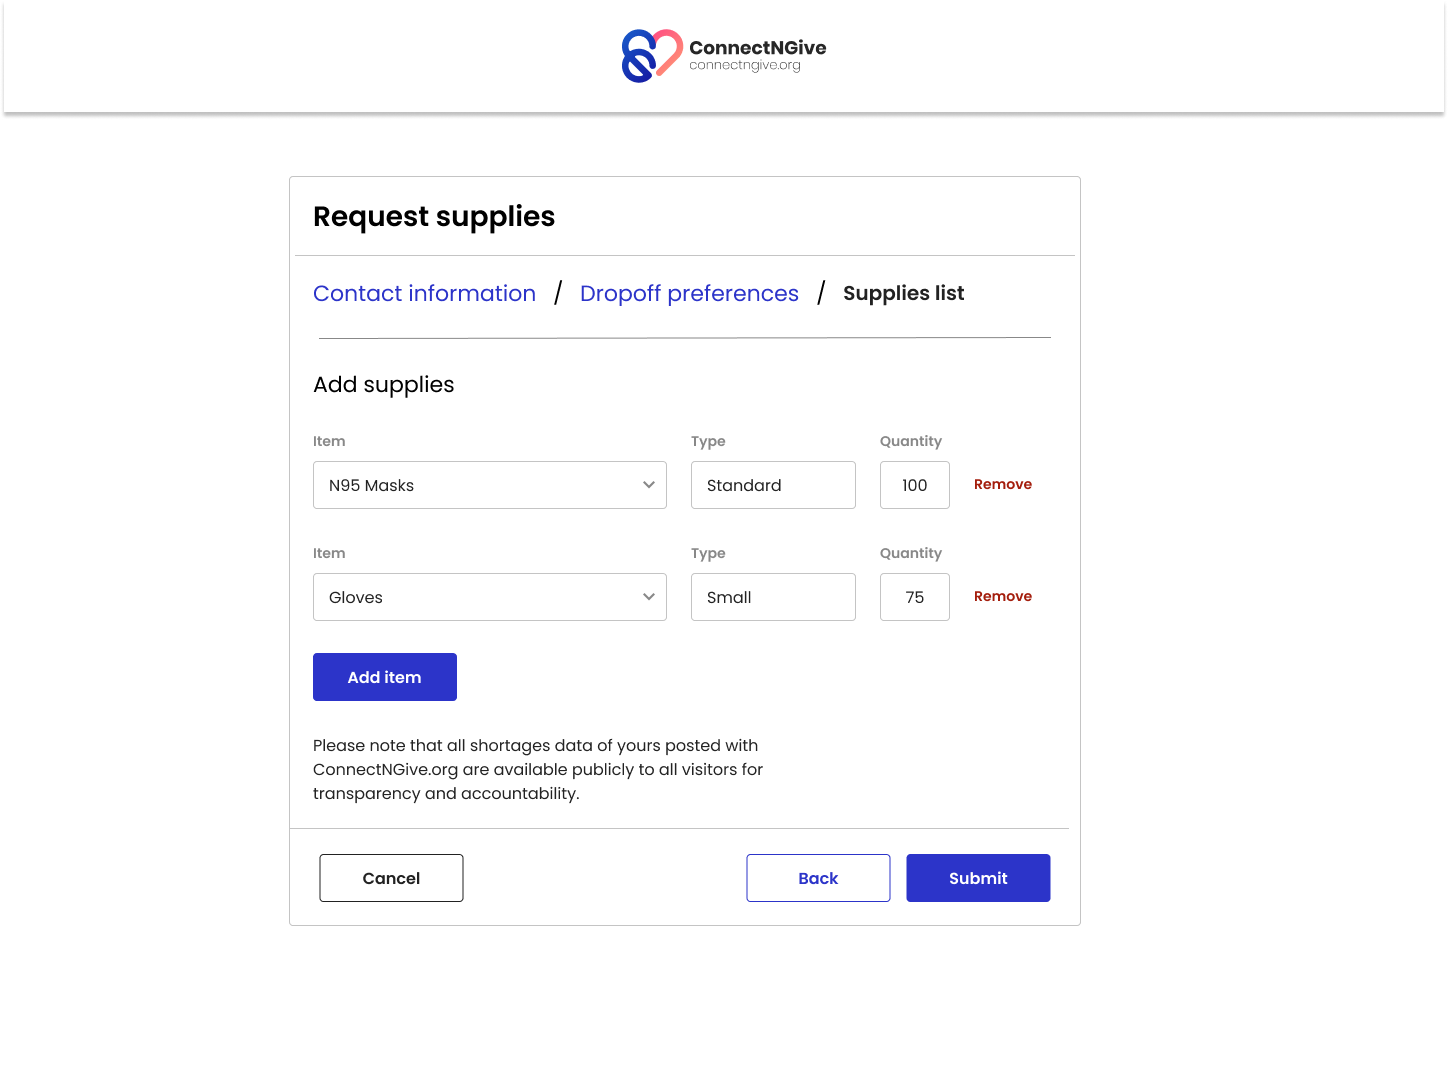 ConnectNGive
connectngive.org
Request supplies
Contact information / Dropoff preferences / Supplies list
Add supplies
Item Type Quantity
N95 Masks Standard 100 Remove
Item Type Quantity
Gloves Small 75 Remove
Add item
Please note that all shortages data of yours posted with
ConnectNGive.org are available publicly to all visitors for
transparency and accountability.
Cancel Back Submit